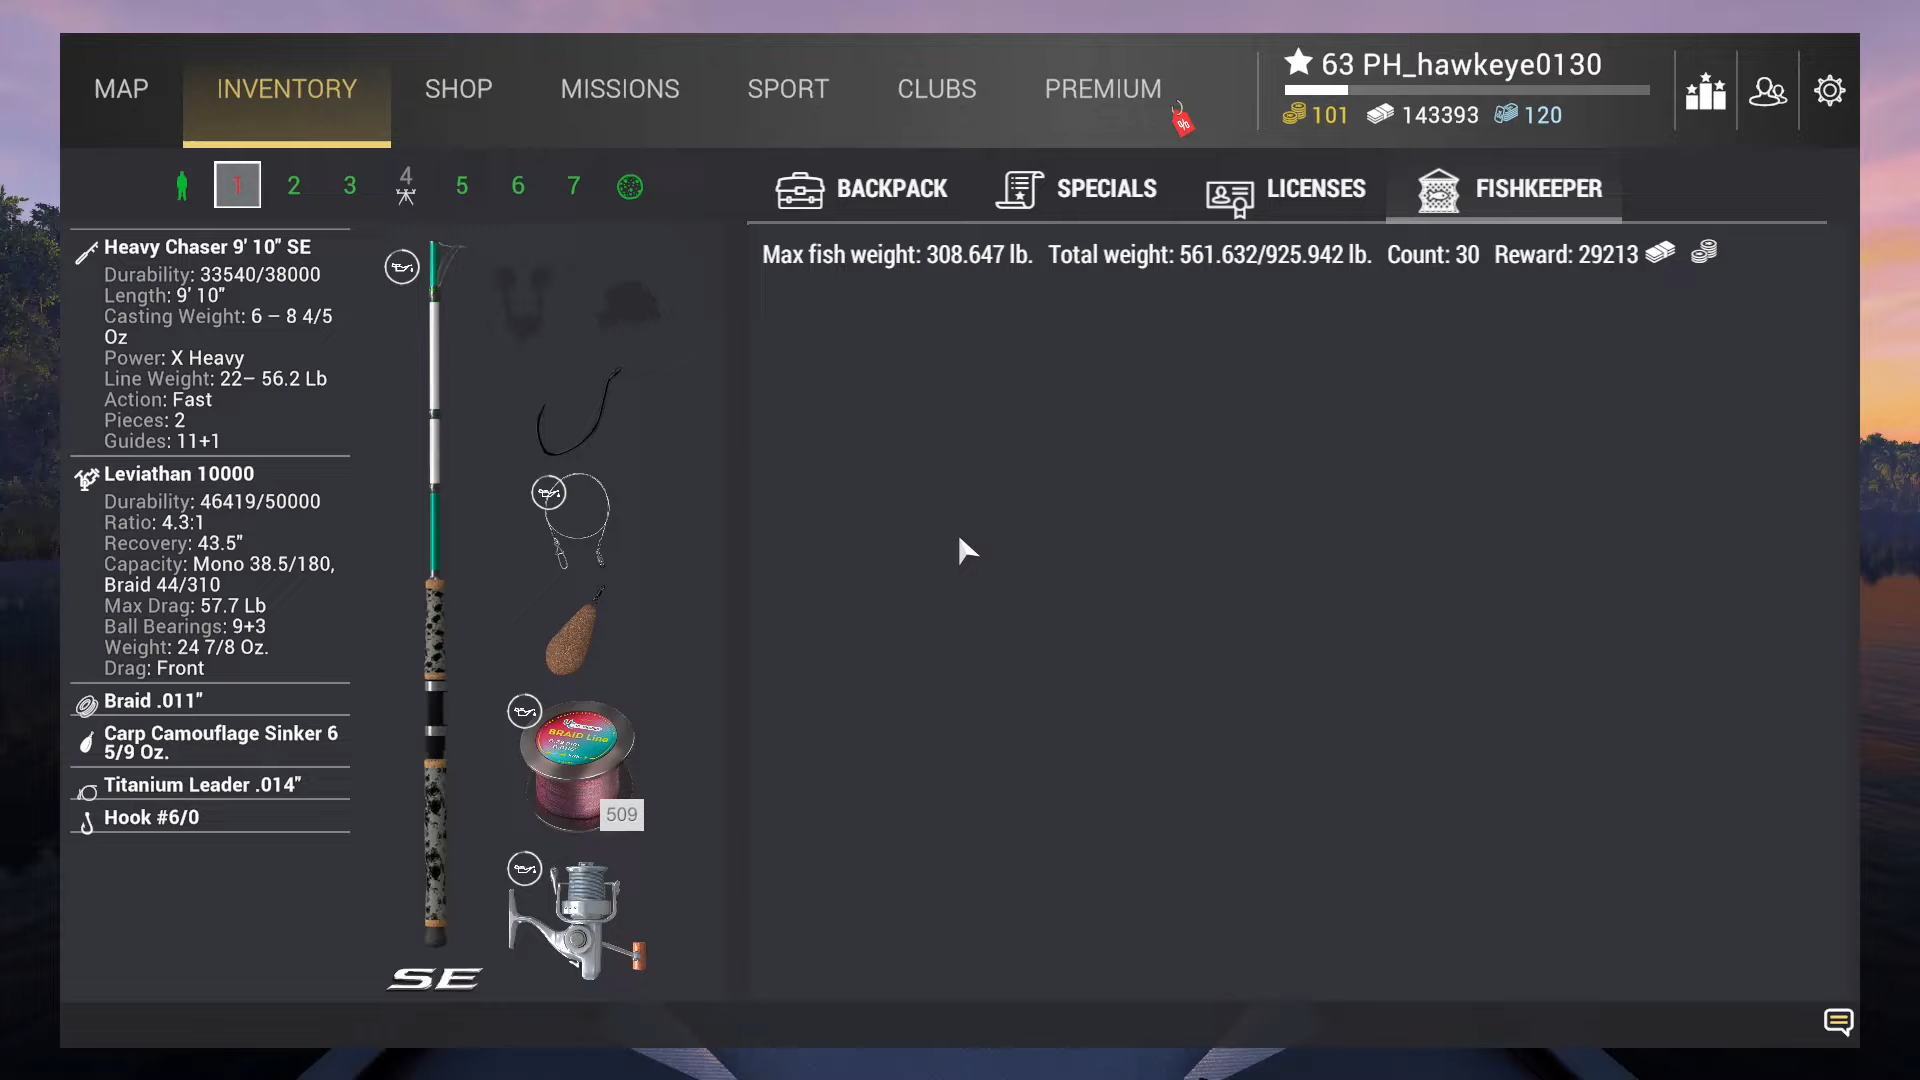 MAP INVENTORY SHOP MISSIONS SPORT CLUBS PREMIUM
%
63 PH_hawkeye0130
101 143393 120
1 2 3 4 5 6 7
BACKPACK SPECIALS LICENSES FISHKEEPER
Max fish weight: 308.647 lb. Total weight: 561.632/925.942 lb. Count: 30 Reward: 29213
Heavy Chaser 9' 10" SE
Durability: 33540/38000
Length: 9' 10"
Casting Weight: 6 – 8 4/5
Oz
Power: X Heavy
Line Weight: 22– 56.2 Lb
Action: Fast
Pieces: 2
Guides: 11+1
Leviathan 10000
Durability: 46419/50000
Ratio: 4.3:1
Recovery: 43.5"
Capacity: Mono 38.5/180,
Braid 44/310
Max Drag: 57.7 Lb
Ball Bearings: 9+3
Weight: 24 7/8 Oz.
Drag: Front
Braid .011"
Carp Camouflage Sinker 6
5/9 Oz.
Titanium Leader .014"
Hook #6/0
BRAID Line
509
SE